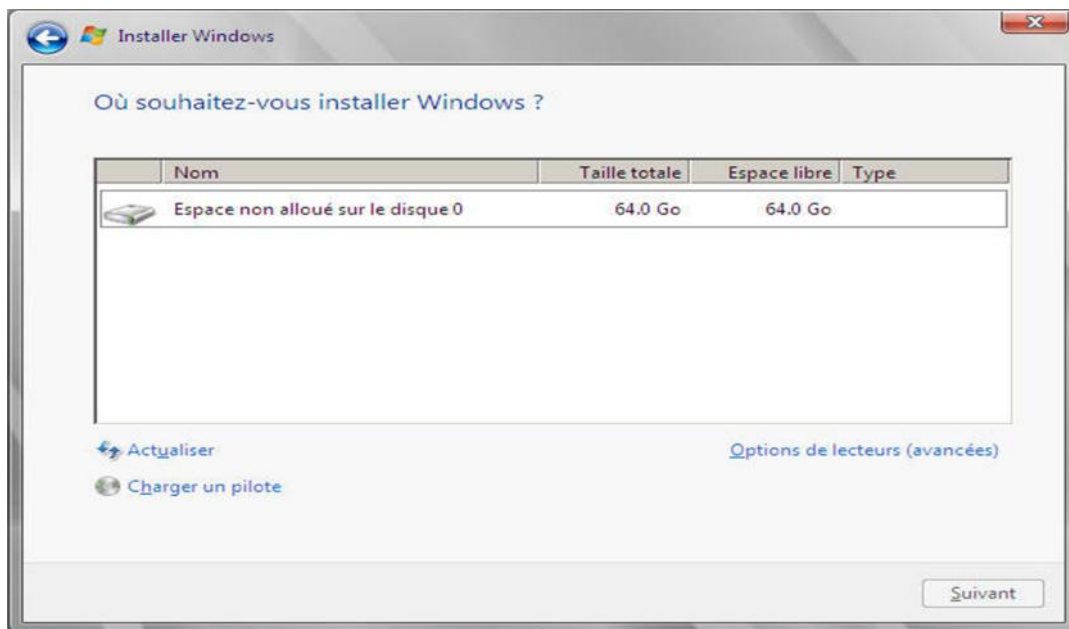 Installer Windows
Où souhaitez-vous installer Windows ?
Nom Taille totale Espace libre Type
Espace non alloué sur le disque 0 64.0 Go 64.0 Go
Actualiser Options de lecteurs (avancées)
Charger un pilote
Suivant